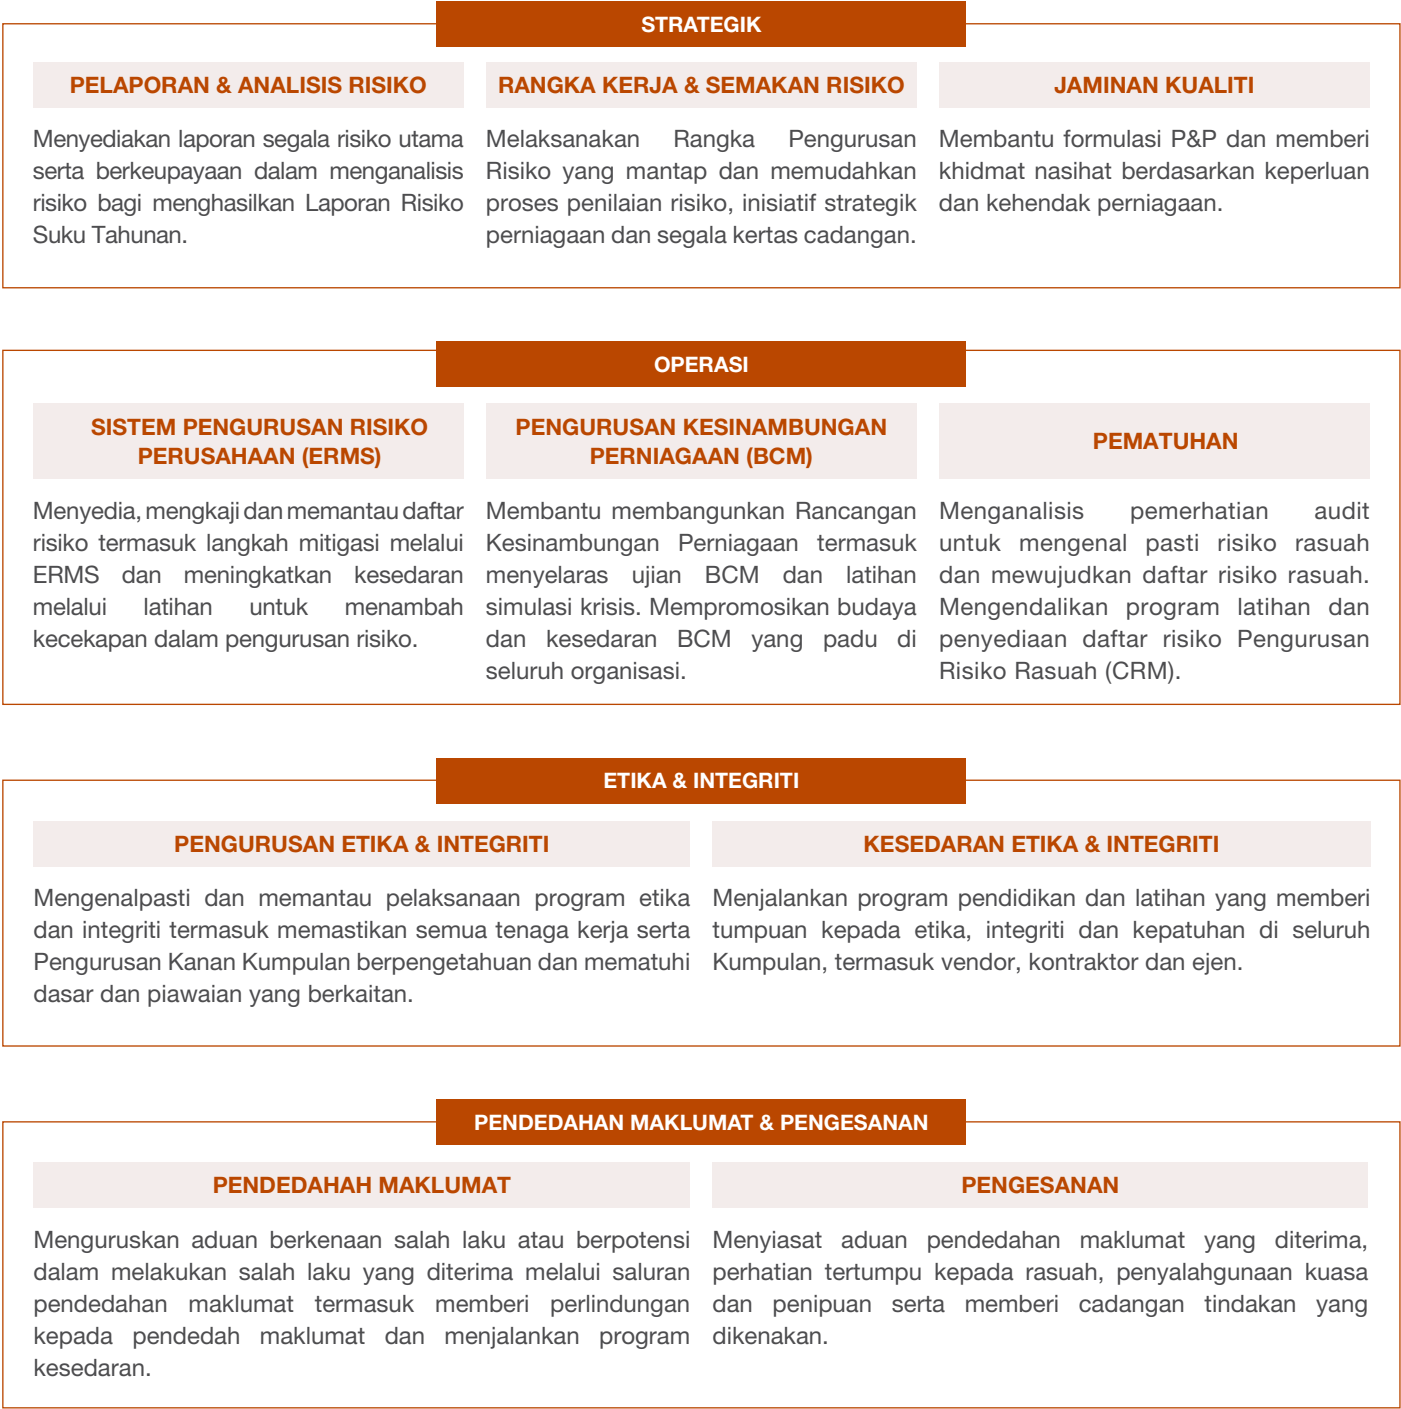 STRATEGIK
PELAPORAN & ANALISIS RISIKO
Menyediakan laporan segala risiko utama
serta berkeupayaan dalam menganalisis
risiko bagi menghasilkan Laporan Risiko
Suku Tahunan.
RANGKA KERJA & SEMAKAN RISIKO
Melaksanakan Rangka Pengurusan
Risiko yang mantap dan memudahkan
proses penilaian risiko, inisiatif strategik
perniagaan dan segala kertas cadangan.
JAMINAN KUALITI
Membantu formulasi P&P dan memberi
khidmat nasihat berdasarkan keperluan
dan kehendak perniagaan.
OPERASI
SISTEM PENGURUSAN RISIKO
PERUSAHAAN (ERMS)
Menyedia, mengkaji dan memantau daftar
risiko termasuk langkah mitigasi melalui
ERMS dan meningkatkan kesedaran
melalui latihan untuk menambah
kecekapan dalam pengurusan risiko.
PENGURUSAN KESINAMBUNGAN
PERNIAGAAN (BCM)
Membantu membangunkan Rancangan
Kesinambungan Perniagaan termasuk
menyelaras ujian BCM dan latihan
simulasi krisis. Mempromosikan budaya
dan kesedaran BCM yang padu di
seluruh organisasi.
PEMATUHAN
Menganalisis pemerhatian audit
untuk mengenal pasti risiko rasuah
dan mewujudkan daftar risiko rasuah.
Mengendalikan program latihan dan
penyediaan daftar risiko Pengurusan
Risiko Rasuah (CRM).
ETIKA & INTEGRITI
PENGURUSAN ETIKA & INTEGRITI
Mengenalpasti dan memantau pelaksanaan program etika
dan integriti termasuk memastikan semua tenaga kerja serta
Pengurusan Kanan Kumpulan berpengetahuan dan mematuhi
dasar dan piawaian yang berkaitan.
KESEDARAN ETIKA & INTEGRITI
Menjalankan program pendidikan dan latihan yang memberi
tumpuan kepada etika, integriti dan kepatuhan di seluruh
Kumpulan, termasuk vendor, kontraktor dan ejen.
PENDEDAHAN MAKLUMAT & PENGESANAN
PENDEDAHAH MAKLUMAT
Menguruskan aduan berkenaan salah laku atau berpotensi
dalam melakukan salah laku yang diterima melalui saluran
pendedahan maklumat termasuk memberi perlindungan
kepada pendedah maklumat dan menjalankan program
kesedaran.
PENGESANAN
Menyiasat aduan pendedahan maklumat yang diterima,
perhatian tertumpu kepada rasuah, penyalahgunaan kuasa
dan penipuan serta memberi cadangan tindakan yang
dikenakan.